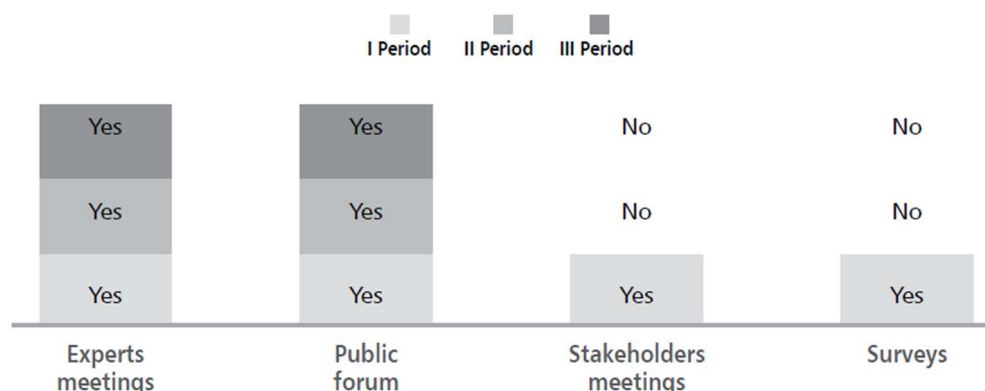 I Period II Period III Period
Yes Yes No No
Yes Yes No No
Yes Yes Yes Yes
Experts Public Stakeholders Surveys
meetings forum meetings